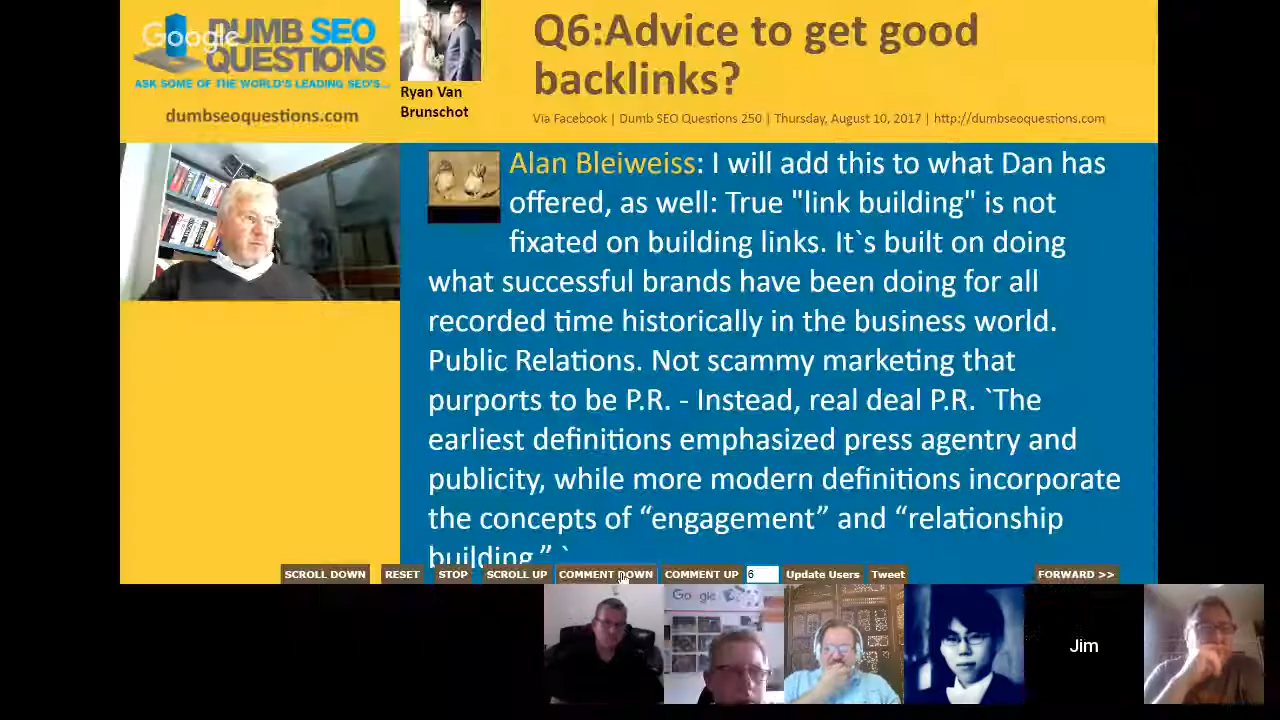 Google
DUMB SEO
QUESTIONS
ASK SOME OF THE WORLD'S LEADING SEO'S...
dumbseoquestions.com
Ryan Van
Brunschot
Q6:Advice to get good
backlinks?
Via Facebook | Dumb SEO Questions 250 | Thursday, August 10, 2017 | http://dumbseoquestions.com
Alan Bleiweiss: I will add this to what Dan has
offered, as well: True "link building" is not
fixated on building links. It`s built on doing
what successful brands have been doing for all
recorded time historically in the business world.
Public Relations. Not scammy marketing that
purports to be P.R. - Instead, real deal P.R. `The
earliest definitions emphasized press agentry and
publicity, while more modern definitions incorporate
the concepts of “engagement” and “relationship
building.” `
SCROLL DOWN RESET STOP SCROLL UP COMMENT DOWN COMMENT UP 6 Update Users Tweet FORWARD >>
Google
Jim